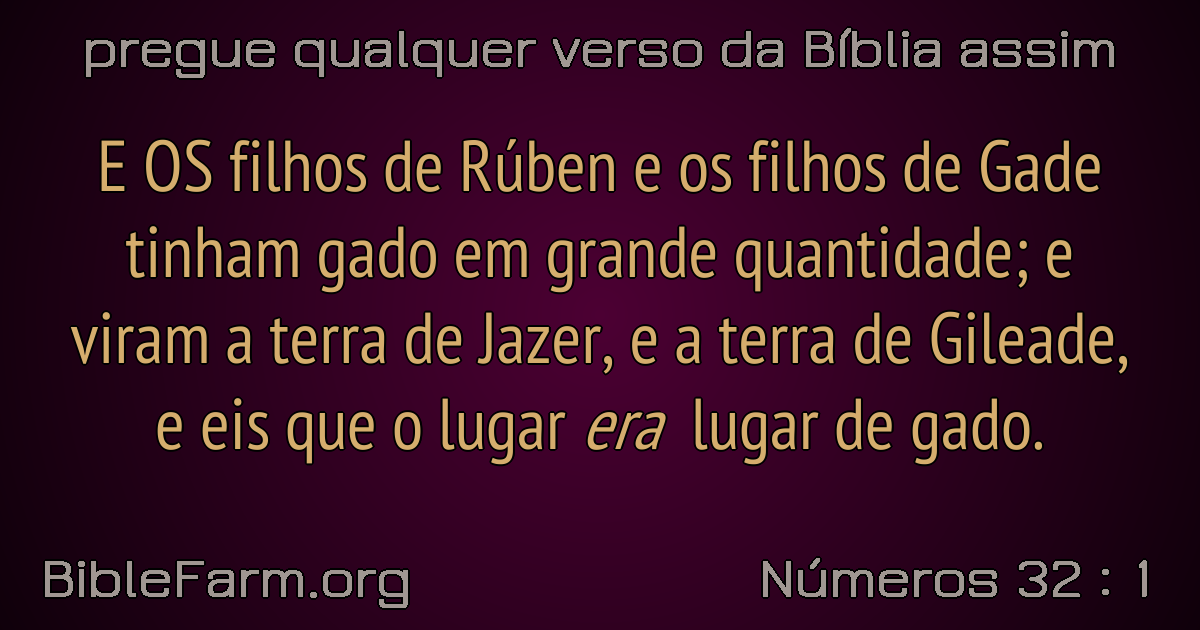 pregue qualquer verso da Bíblia assim
E OS filhos de Rúben e os filhos de Gade
tinham gado em grande quantidade; e
viram a terra de Jazer, e a terra de Gileade,
e eis que o lugar era lugar de gado.
BibleFarm.org
Números 32 : 1